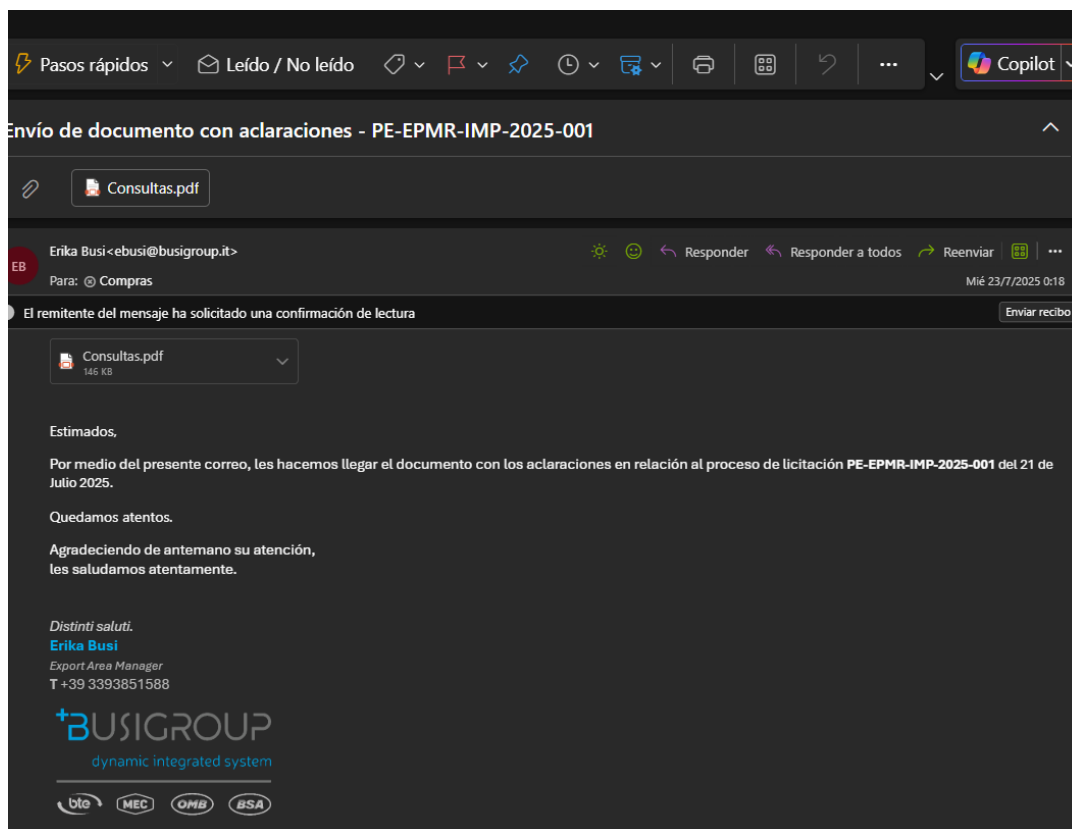 Pasos rápidos
Leído / No leído
Copilot
Envío de documento con aclaraciones - PE-EPMR-IMP-2025-001
Consultas.pdf
EB
Erika Busi<ebusi@busigroup.it>
Responder
Responder a todos
Reenviar
Para: Compras
Mié 23/7/2025 0:18
El remitente del mensaje ha solicitado una confirmación de lectura
Enviar recibo
Consultas.pdf
146 KB
Estimados,
Por medio del presente correo, les hacemos llegar el documento con los aclaraciones en relación al proceso de licitación PE-EPMR-IMP-2025-001 del 21 de
Julio 2025.
Quedamos atentos.
Agradeciendo de antemano su atención,
les saludamos atentamente.
Distinti saluti.
Erika Busi
Export Area Manager
T +39 3393851588
+BUSIGROUP
dynamic integrated system
bte MEC OMB BSA